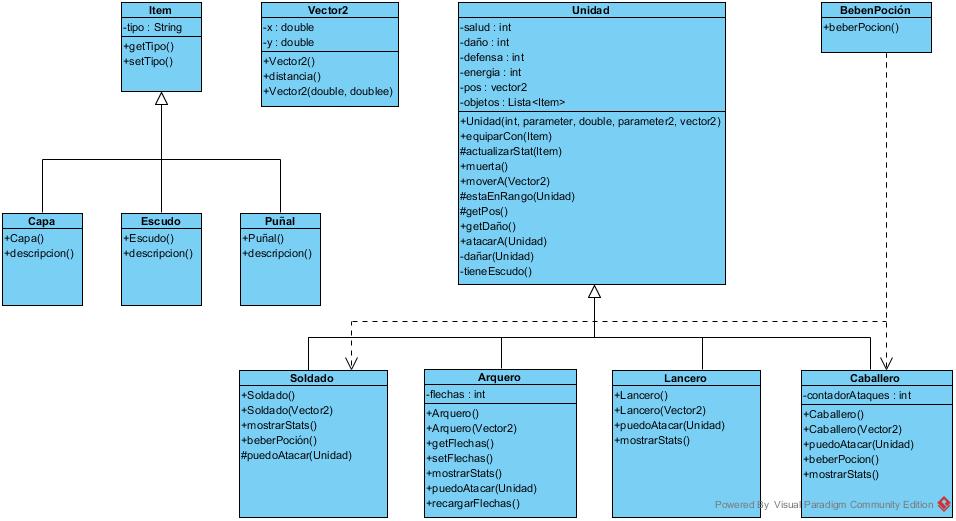 Item
-tipo : String
+getTipo()
+setTipo()
Vector2
-x : double
-y : double
+Vector2()
+distancia()
+Vector2(double, doublee)
Unidad
-salud : int
-daño : int
-defensa : int
-energia : int
-pos : vector2
-objetos : Lista<Item>
+Unidad(int, parameter, double, parameter2, vector2)
+equiparCon(Item)
#actualizarStat(Item)
+muerta()
+moverA(Vector2)
#estaEnRango(Unidad)
#getPos()
+getDaño()
+atacarA(Unidad)
-dañar(Unidad)
-tieneEscudo()
BebenPoción
+beberPocion()
Capa
+Capa()
+descripcion()
Escudo
+Escudo()
+descripcion()
Puñal
+Puñal()
+descripcion()
Soldado
+Soldado()
+Soldado(Vector2)
+mostrarStats()
+beberPoción()
#puedoAtacar(Unidad)
Arquero
-flechas : int
+Arquero()
+Arquero(Vector2)
+getFlechas()
+setFlechas()
+mostrarStats()
+puedoAtacar(Unidad)
+recargarFlechas()
Lancero
+Lancero()
+Lancero(Vector2)
+puedoAtacar(Unidad)
+mostrarStats()
Caballero
-contadorAtaques : int
+Caballero()
+Caballero(Vector2)
+puedoAtacar(Unidad)
+beberPocion()
+mostrarStats()
Powered By Visual Paradigm Community Edition